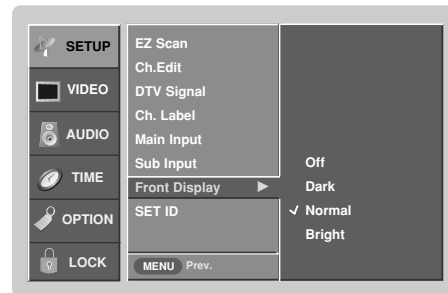 SETUP
VIDEO
AUDIO
TIME
OPTION
LOCK
EZ Scan
Ch.Edit
DTV Signal
Ch. Label
Main Input
Sub Input
Front Display
SET ID
MENU Prev.
Off
Dark
Normal
Bright